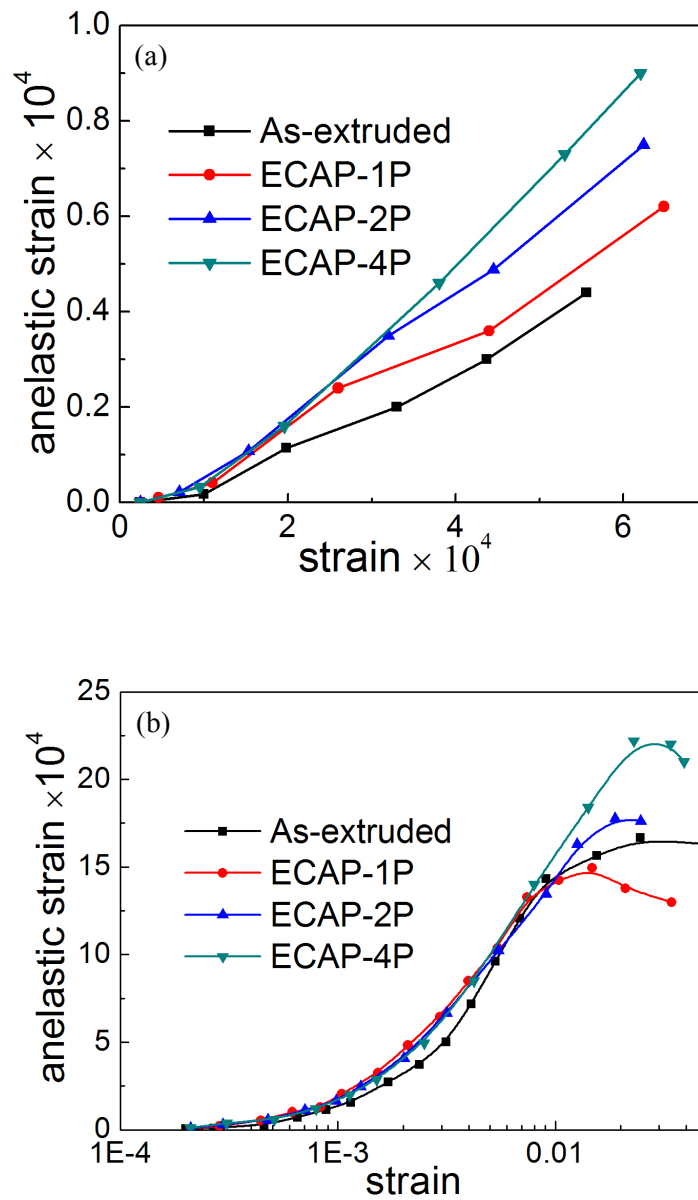 (a)
1.0
0.8
0.6
0.4
0.2
0.0
anelastic strain × 10⁴
As-extruded
ECAP-1P
ECAP-2P
ECAP-4P
0 2 4 6
strain × 10⁴
(b)
25
20
15
10
5
0
anelastic strain ×10⁴
As-extruded
ECAP-1P
ECAP-2P
ECAP-4P
1E-4 1E-3 0.01
strain